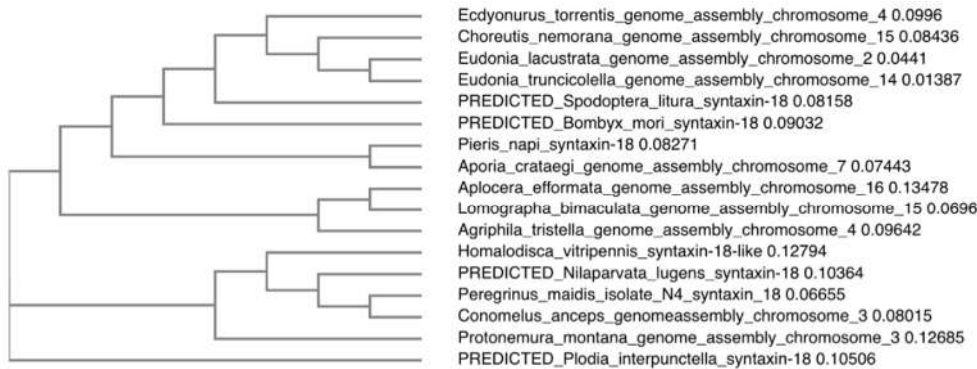 Ecdyonurus_torrentis_genome_assembly_chromosome_4 0.0996
Choreutis_nemorana_genome_assembly_chromosome_15 0.08436
Eudonia_lacustrata_genome_assembly_chromosome_2 0.0441
Eudonia_truncicolella_genome_assembly_chromosome_14 0.01387
PREDICTED_Spodoptera_litura_syntaxin-18 0.08158
PREDICTED_Bombyx_mori_syntaxin-18 0.09032
Pieris_napi_syntaxin-18 0.08271
Aporia_crataegi_genome_assembly_chromosome_7 0.07443
Aplocera_efformata_genome_assembly_chromosome_16 0.13478
Lomographa_bimaculata_genome_assembly_chromosome_15 0.0696
Agriphila_tristella_genome_assembly_chromosome_4 0.09642
Homalodisca_vitripennis_syntaxin-18-like 0.12794
PREDICTED_Nilaparvata_lugens_syntaxin-18 0.10364
Peregrinus_maidis_isolate_N4_syntaxin_18 0.06655
Conomelus_anceps_genomeassembly_chromosome_3 0.08015
Protonemura_montana_genome_assembly_chromosome_3 0.12685
PREDICTED_Plodia_interpunctella_syntaxin-18 0.10506